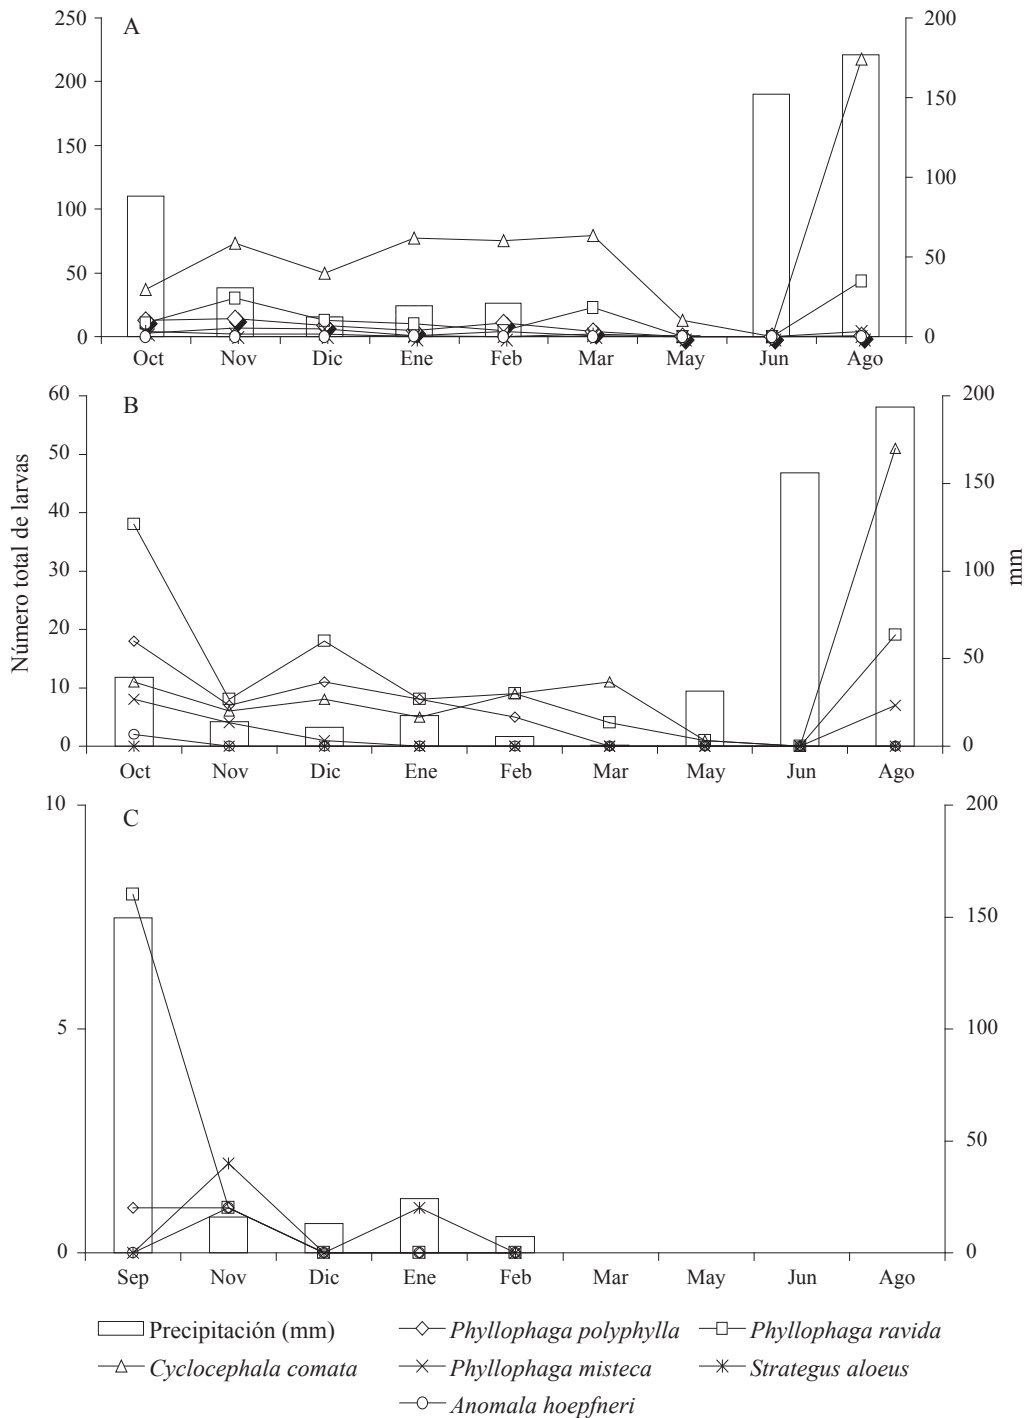 A
250
200
150
100
50
0
200
150
100
50
0
Oct Nov Dic Ene Feb Mar May Jun Ago
B
60
50
40
30
20
10
0
200
150
100
50
0
Oct Nov Dic Ene Feb Mar May Jun Ago
Número total de larvas
mm
C
10
5
0
200
150
100
50
0
Sep Nov Dic Ene Feb Mar May Jun Ago
Precipitación (mm) Phyllophaga polyphylla Phyllophaga ravida
Cyclocephala comata Phyllophaga misteca Strategus aloeus
Anomala hoepfneri